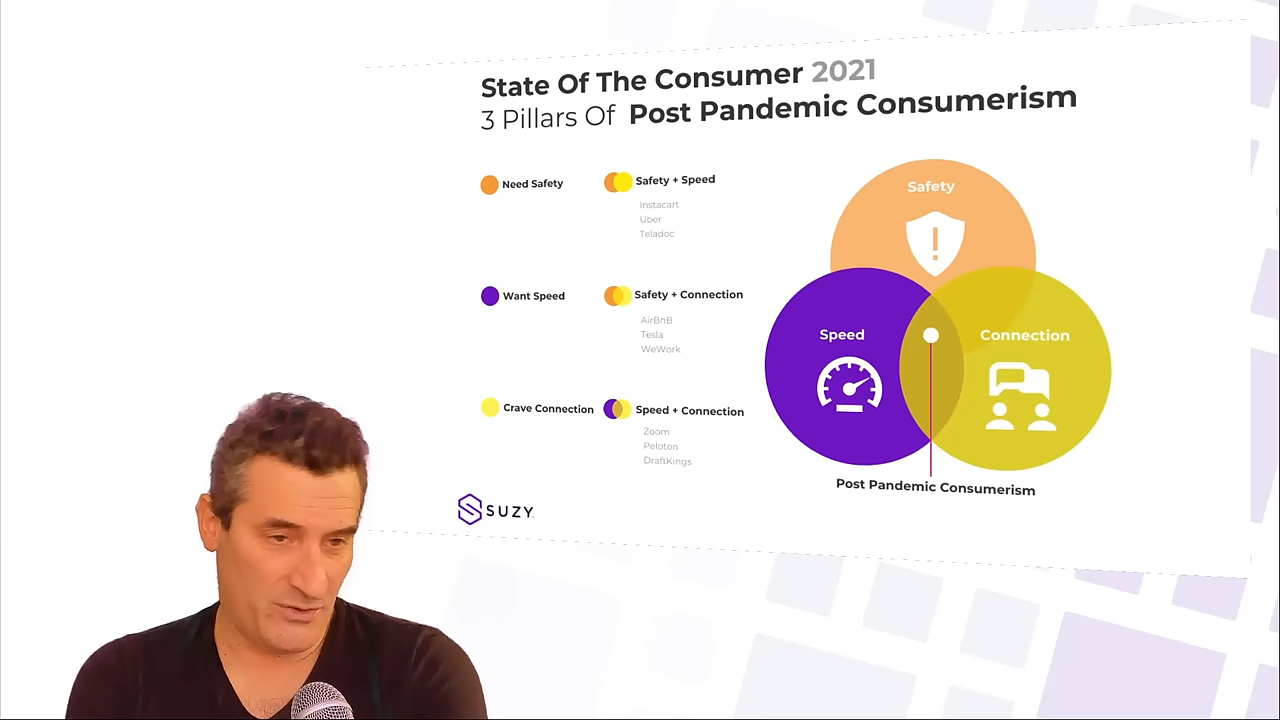 State Of The Consumer 2021
3 Pillars Of Post Pandemic Consumerism
Need Safety
Safety + Speed
Instacart
Uber
Teladoc
Want Speed
Safety + Connection
AirBnB
Tesla
WeWork
Crave Connection
Speed + Connection
Zoom
Peloton
DraftKings
Safety
!
Speed
Connection
Post Pandemic Consumerism
SUZY